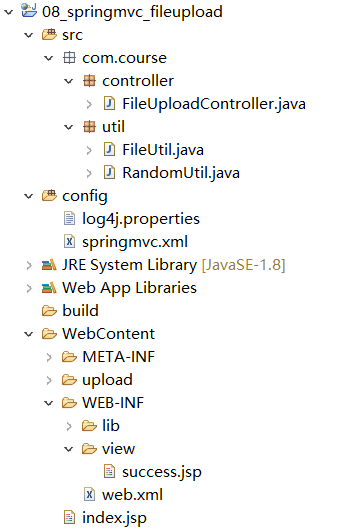 08_springmvc_fileupload
src
com.course
controller
FileUploadController.java
util
FileUtil.java
RandomUtil.java
config
log4j.properties
springmvc.xml
JRE System Library [JavaSE-1.8]
Web App Libraries
build
WebContent
META-INF
upload
WEB-INF
lib
view
success.jsp
web.xml
index.jsp